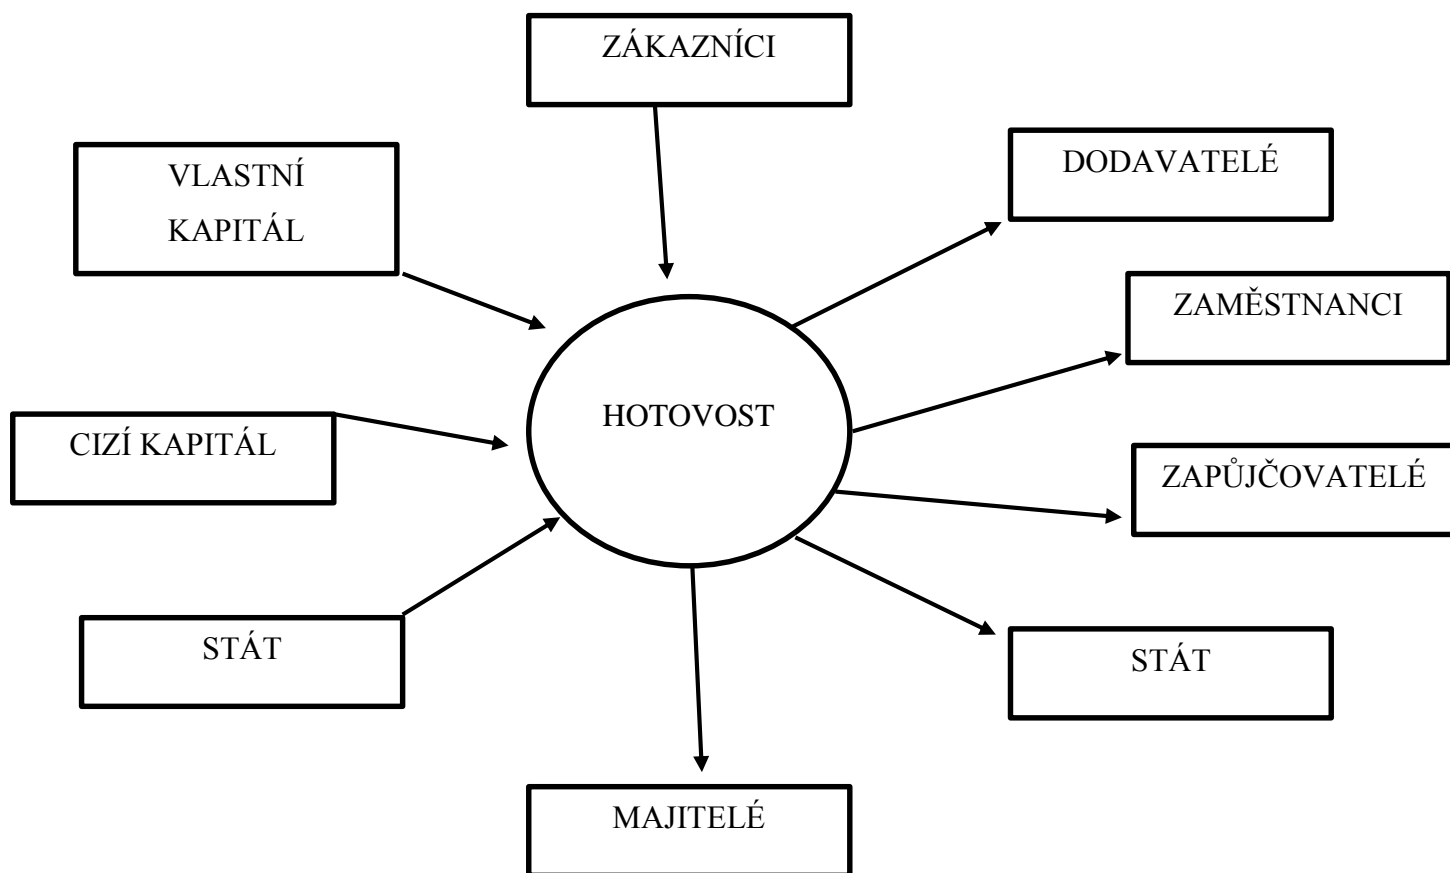 ZÁKAZNÍCI
DODAVATELÉ
VLASTNÍ
KAPITÁL
ZAMĚSTNANCI
HOTOVOST
CIZÍ KAPITÁL
ZAPŮJČOVATELÉ
STÁT
STÁT
MAJITELÉ